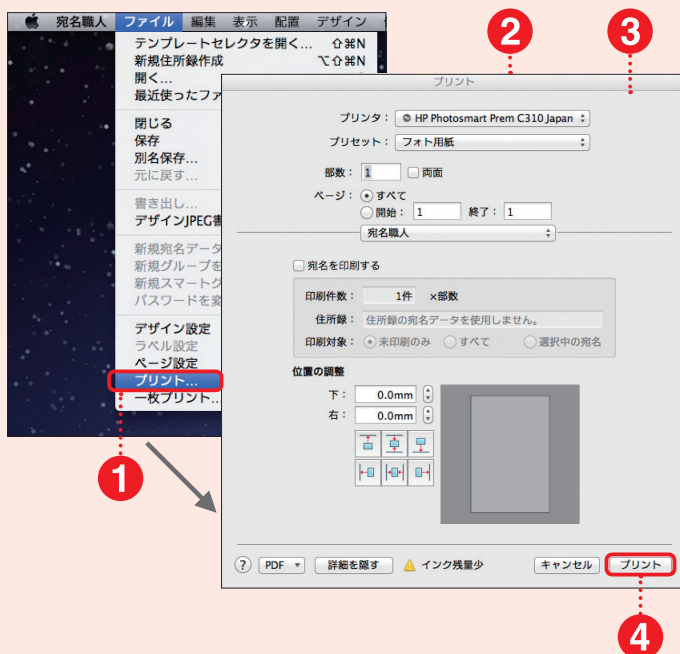 宛名職人 ファイル 編集 表示 配置 デザイン
テンプレートセレクタを開く... ⇧⌘N
新規住所録作成 ⌥⇧⌘N
開く...
最近使ったファ
閉じる
保存
別名保存...
元に戻す...
書き出し...
デザインJPEG書
新規宛名データ
新規グループを
新規スマートグ
パスワードを変
デザイン設定
ラベル設定
ページ設定
プリント...
一枚プリント...
1
2
3
プリント
プリンタ： HP Photosmart Prem C310 Japan
プリセット： フォト用紙
部数： 1 両面
ページ： すべて
開始： 1 終了： 1
宛名職人
宛名を印刷する
印刷件数： 1件 ×部数
住所録： 住所録の宛名データを使用しません。
印刷対象： 未印刷のみ すべて 選択中の宛名
位置の調整
下： 0.0mm
右： 0.0mm
? PDF 詳細を隠す インク残量少 キャンセル プリント
4